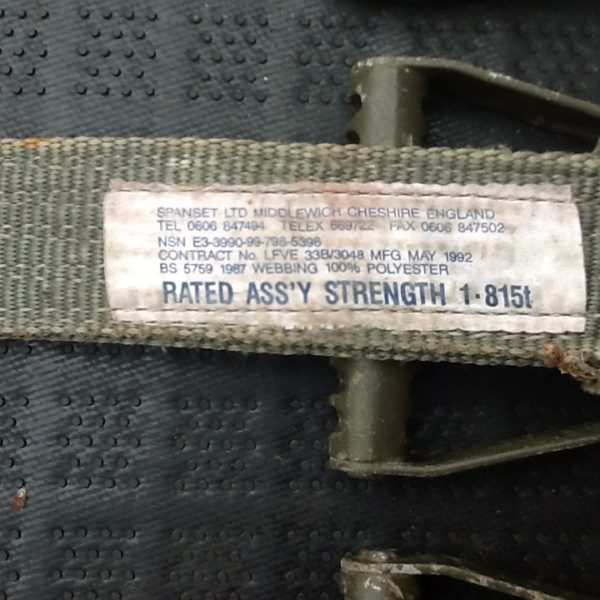 SPANSET LTD MIDDLEWICH CHESHIRE ENGLAND
TEL 0606 847494 TELEX 669722 FAX 0606 847502
NSN E3-3990-99-798-5398
CONTRACT No. LFVE 33B/3048 MFG MAY 1992
BS 5759 1987 WEBBING 100% POLYESTER
RATED ASS'Y STRENGTH 1·815t